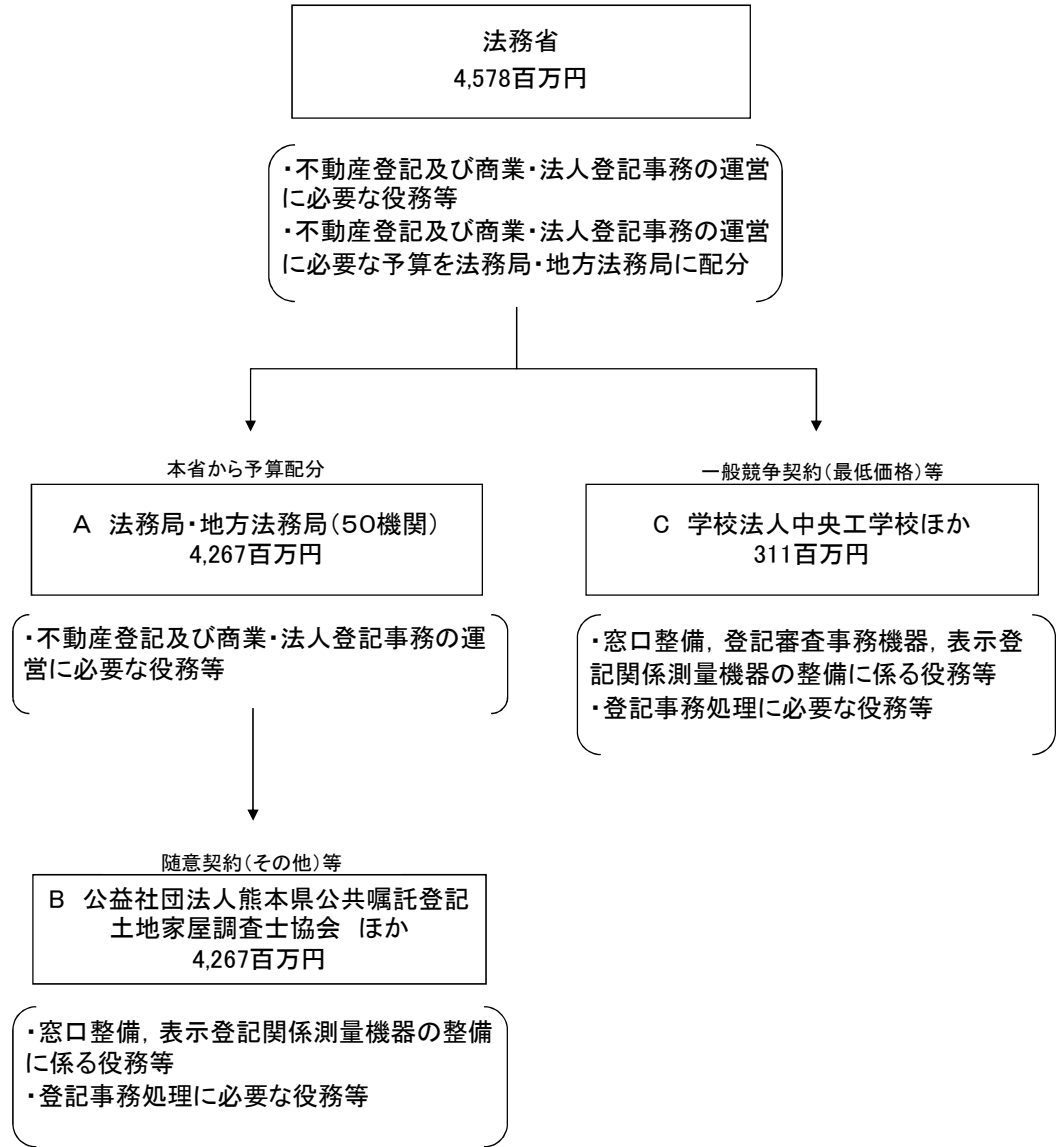 法務省
4,578百万円
・不動産登記及び商業・法人登記事務の運営
に必要な役務等
・不動産登記及び商業・法人登記事務の運営
に必要な予算を法務局・地方法務局に配分
本省から予算配分
A 法務局・地方法務局(50機関)
4,267百万円
・不動産登記及び商業・法人登記事務の運
営に必要な役務等
随意契約(その他)等
B 公益社団法人熊本県公共嘱託登記
土地家屋調査士協会 ほか
4,267百万円
・窓口整備,表示登記関係測量機器の整備
に係る役務等
・登記事務処理に必要な役務等
一般競争契約(最低価格)等
C 学校法人中央工学校ほか
311百万円
・窓口整備,登記審査事務機器,表示登
記関係測量機器の整備に係る役務等
・登記事務処理に必要な役務等